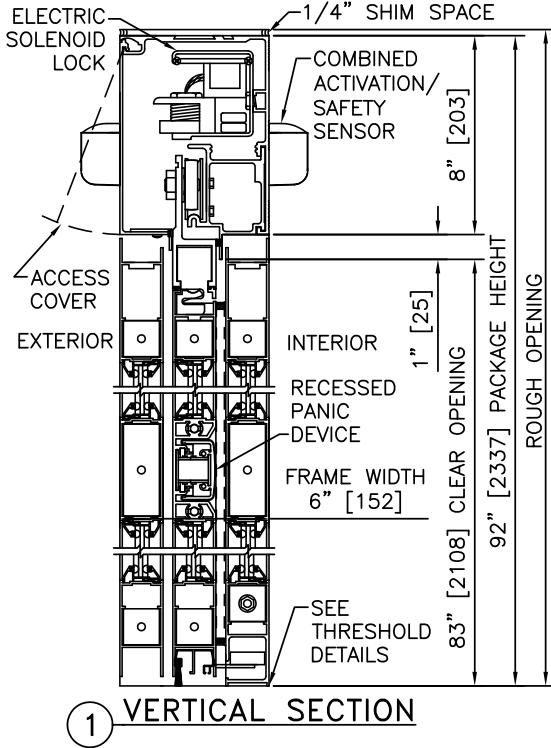 ELECTRIC
SOLENOID
LOCK
1/4" SHIM SPACE
COMBINED
ACTIVATION/
SAFETY
SENSOR
8" [203]
ACCESS
COVER
EXTERIOR
INTERIOR
1" [25]
RECESSED
PANIC
DEVICE
FRAME WIDTH
6" [152]
83" [2108] CLEAR OPENING
92" [2337] PACKAGE HEIGHT
ROUGH OPENING
SEE
THRESHOLD
DETAILS
1 VERTICAL SECTION